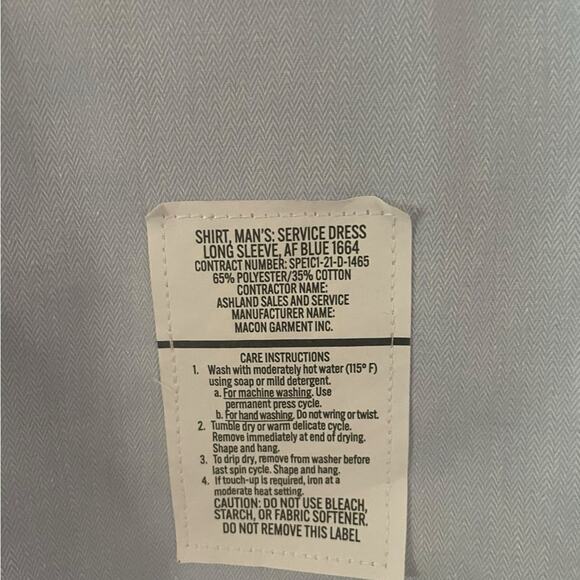 SHIRT, MAN'S: SERVICE DRESS
LONG SLEEVE, AF BLUE 1664
CONTRACT NUMBER: SPEIC1-21-D-1465
65% POLYESTER/35% COTTON
CONTRACTOR NAME:
ASHLAND SALES AND SERVICE
MANUFACTURER NAME:
MACON GARMENT INC.
CARE INSTRUCTIONS
1. Wash with moderately hot water (115° F)
using soap or mild detergent.
a. For machine washing. Use
permanent press cycle.
b. For hand washing. Do not wring or twist.
2. Tumble dry or warm delicate cycle.
Remove immediately at end of drying.
Shape and hang.
3. To drip dry, remove from washer before
last spin cycle. Shape and hang.
4. If touch-up is required, iron at a
moderate heat setting.
CAUTION: DO NOT USE BLEACH,
STARCH, OR FABRIC SOFTENER.
DO NOT REMOVE THIS LABEL